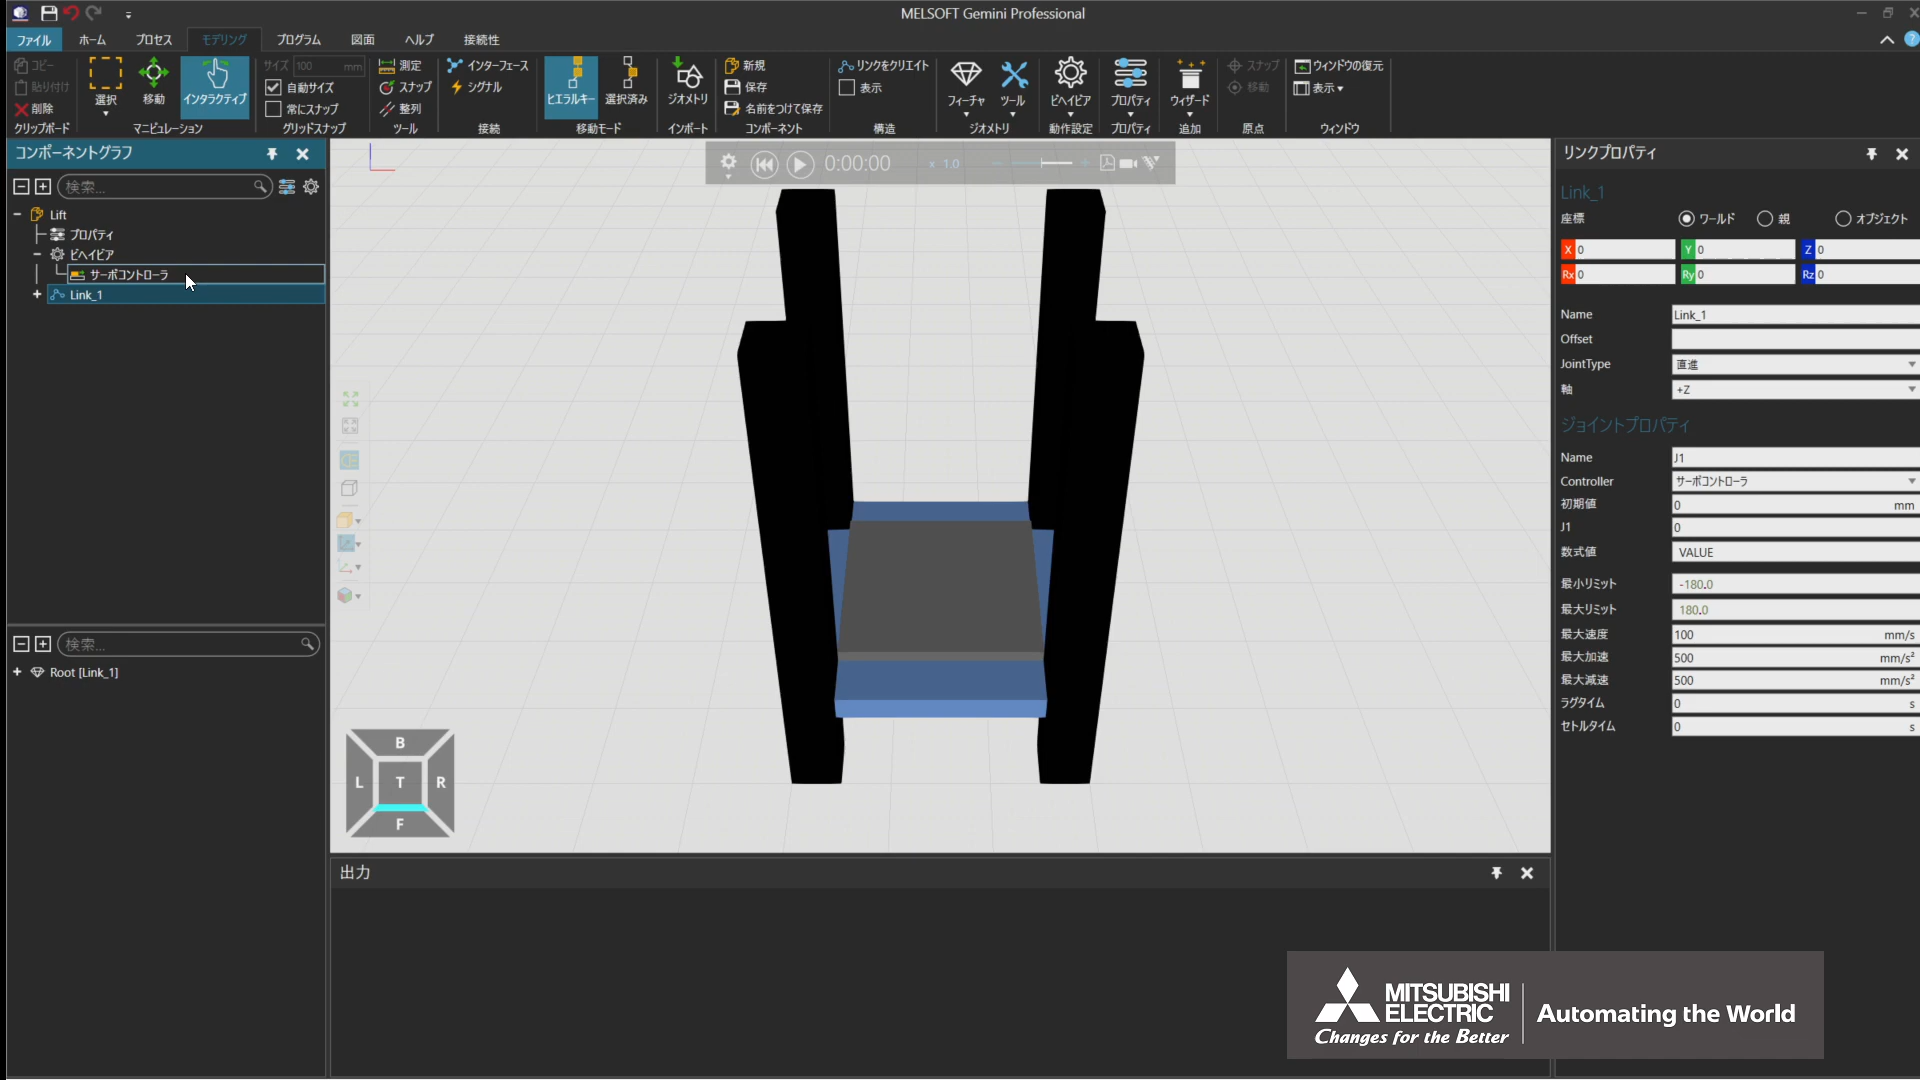 MELSOFT Gemini Professional
ファイル ホーム プロセス モデリング プログラム 図面 ヘルプ 接続性
コピー
貼り付け
削除
クリップボード
選択
移動
インタラクティブ
マニピュレーション
サイズ 100 mm
自動サイズ
常にスナップ
グリッドスナップ
測定
スナップ
整列
ツール
インターフェース
シグナル
接続
ヒエラルキー
選択済み
移動モード
ジオメトリ
インポート
新規
保存
名前をつけて保存
コンポーネント
リンクをクリエイト
表示
構造
フィーチャ
ツール
ジオメトリ
ビヘイビア
動作設定
プロパティ
プロパティ
ウィザード
追加
スナップ
移動
原点
ウィンドウの復元
表示
ウィンドウ
コンポーネントグラフ
検索...
Lift
プロパティ
ビヘイビア
サーボコントローラ
Link_1
検索...
Root [Link_1]
0:00:00 x 1.0
B
L T R
F
出力
リンクプロパティ
Link_1
座標 ワールド 親 オブジェクト
X 0 Y 0 Z 0
Rx 0 Ry 0 Rz 0
Name Link_1
Offset
JointType 直進
軸 +Z
ジョイントプロパティ
Name J1
Controller サーボコントローラ
初期値 0 mm
J1 0
数式値 VALUE
最小リミット -180.0
最大リミット 180.0
最大速度 100 mm/s
最大加速 500 mm/s²
最大減速 500 mm/s²
ラグタイム 0 s
セトルタイム 0 s
MITSUBISHI
ELECTRIC
Changes for the Better
Automating the World